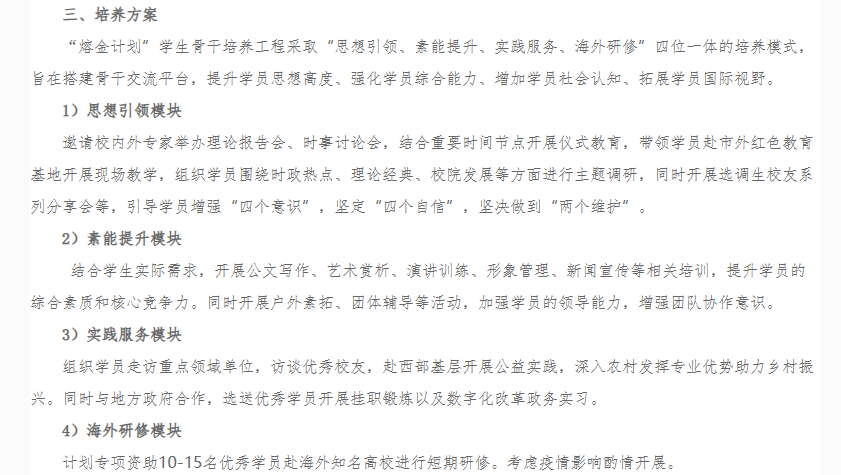 三、培养方案
“熔金计划”学生骨干培养工程采取“思想引领、素能提升、实践服务、海外研修”四位一体的培养模式，
旨在搭建骨干交流平台，提升学员思想高度、强化学员综合能力、增加学员社会认知、拓展学员国际视野。
1）思想引领模块
邀请校内外专家举办理论报告会、时事讨论会，结合重要时间节点开展仪式教育，带领学员赴市外红色教育
基地开展现场教学，组织学员围绕时政热点、理论经典、校院发展等方面进行主题调研，同时开展选调生校友系
列分享会等，引导学员增强“四个意识”，坚定“四个自信”，坚决做到“两个维护”。
2）素能提升模块
结合学生实际需求，开展公文写作、艺术赏析、演讲训练、形象管理、新闻宣传等相关培训，提升学员的
综合素质和核心竞争力。同时开展户外素拓、团体辅导等活动，加强学员的领导能力，增强团队协作意识。
3）实践服务模块
组织学员走访重点领域单位，访谈优秀校友，赴西部基层开展公益实践，深入农村发挥专业优势助力乡村振
兴。同时与地方政府合作，选送优秀学员开展挂职锻炼以及数字化改革政务实习。
4）海外研修模块
计划专项资助10-15名优秀学员赴海外知名高校进行短期研修。考虑疫情影响酌情开展。